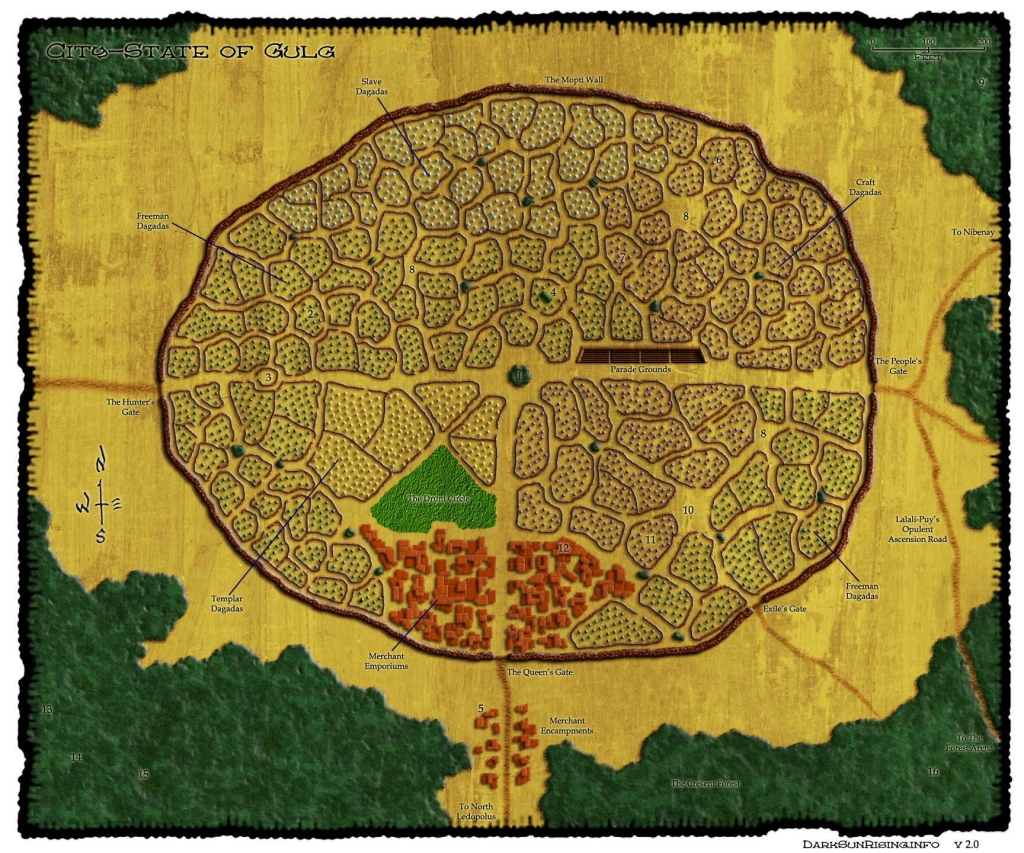 City-State of Gulg
0 100 200
Feet
9
The Mopti Wall
Slave
Dagadas
6
Craft
Dagadas
8
Freeman
Dagadas
To Nibenay
7
8
4
2
The People's
Gate
Parade Grounds
3
1
The Hunter's
Gate
8
N
W
S
The Druni Circle
10
Lalali-Puy's
Opulent
Ascension Road
11
12
Templar
Dagadas
Freeman
Dagadas
Exile's Gate
Merchant
Emporiums
The Queen's Gate
13
5
Merchant
Encampments
To The
Forest Arena
14
15
16
The Cresent Forest
To North
Ledopolus
DarkSunRising.info v 2.0